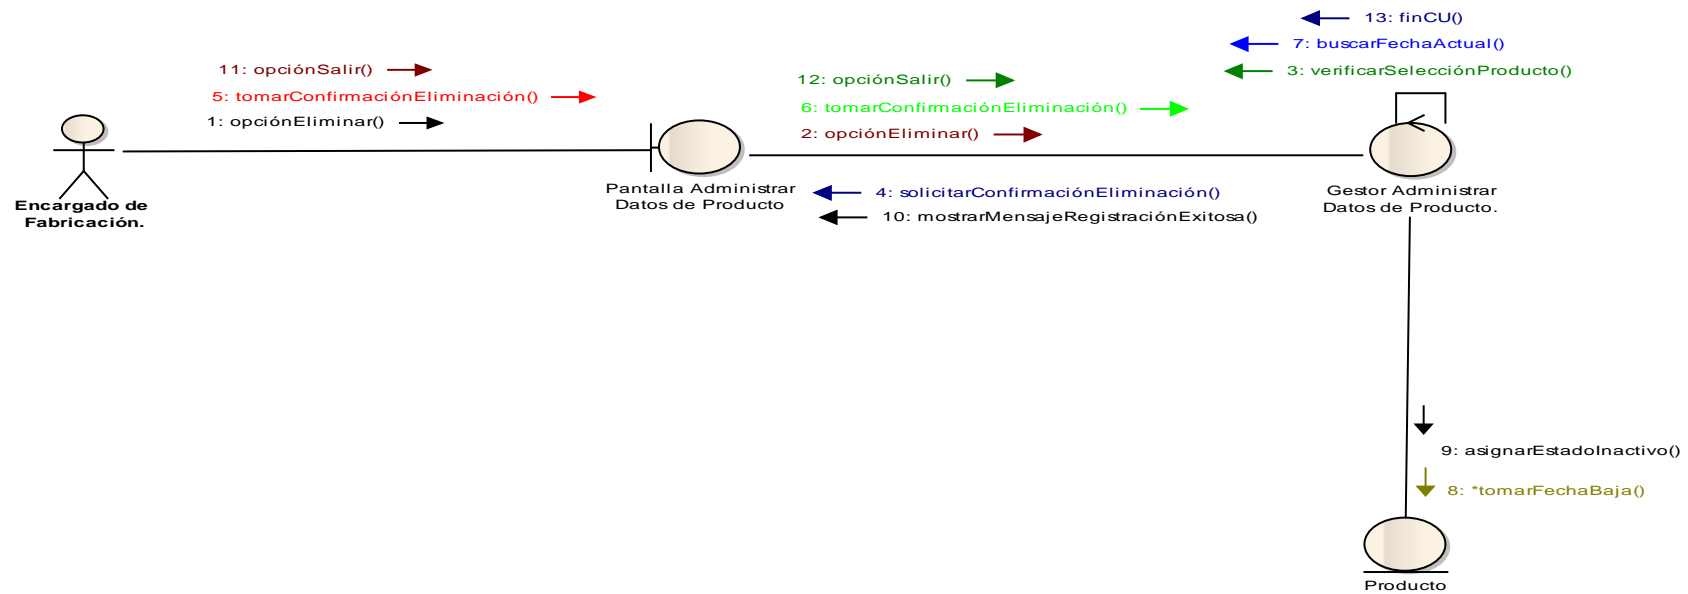 13: finCU()
7: buscarFechaActual()
3: verificarSelecciónProducto()
11: opciónSalir()
5: tomarConfirmaciónEliminación()
1: opciónEliminar()
12: opciónSalir()
6: tomarConfirmaciónEliminación()
2: opciónEliminar()
Encargado de
Fabricación.
Pantalla Administrar
Datos de Producto
4: solicitarConfirmaciónEliminación()
10: mostrarMensajeRegistraciónExitosa()
Gestor Administrar
Datos de Producto.
9: asignarEstadoInactivo()
8: *tomarFechaBaja()
Producto